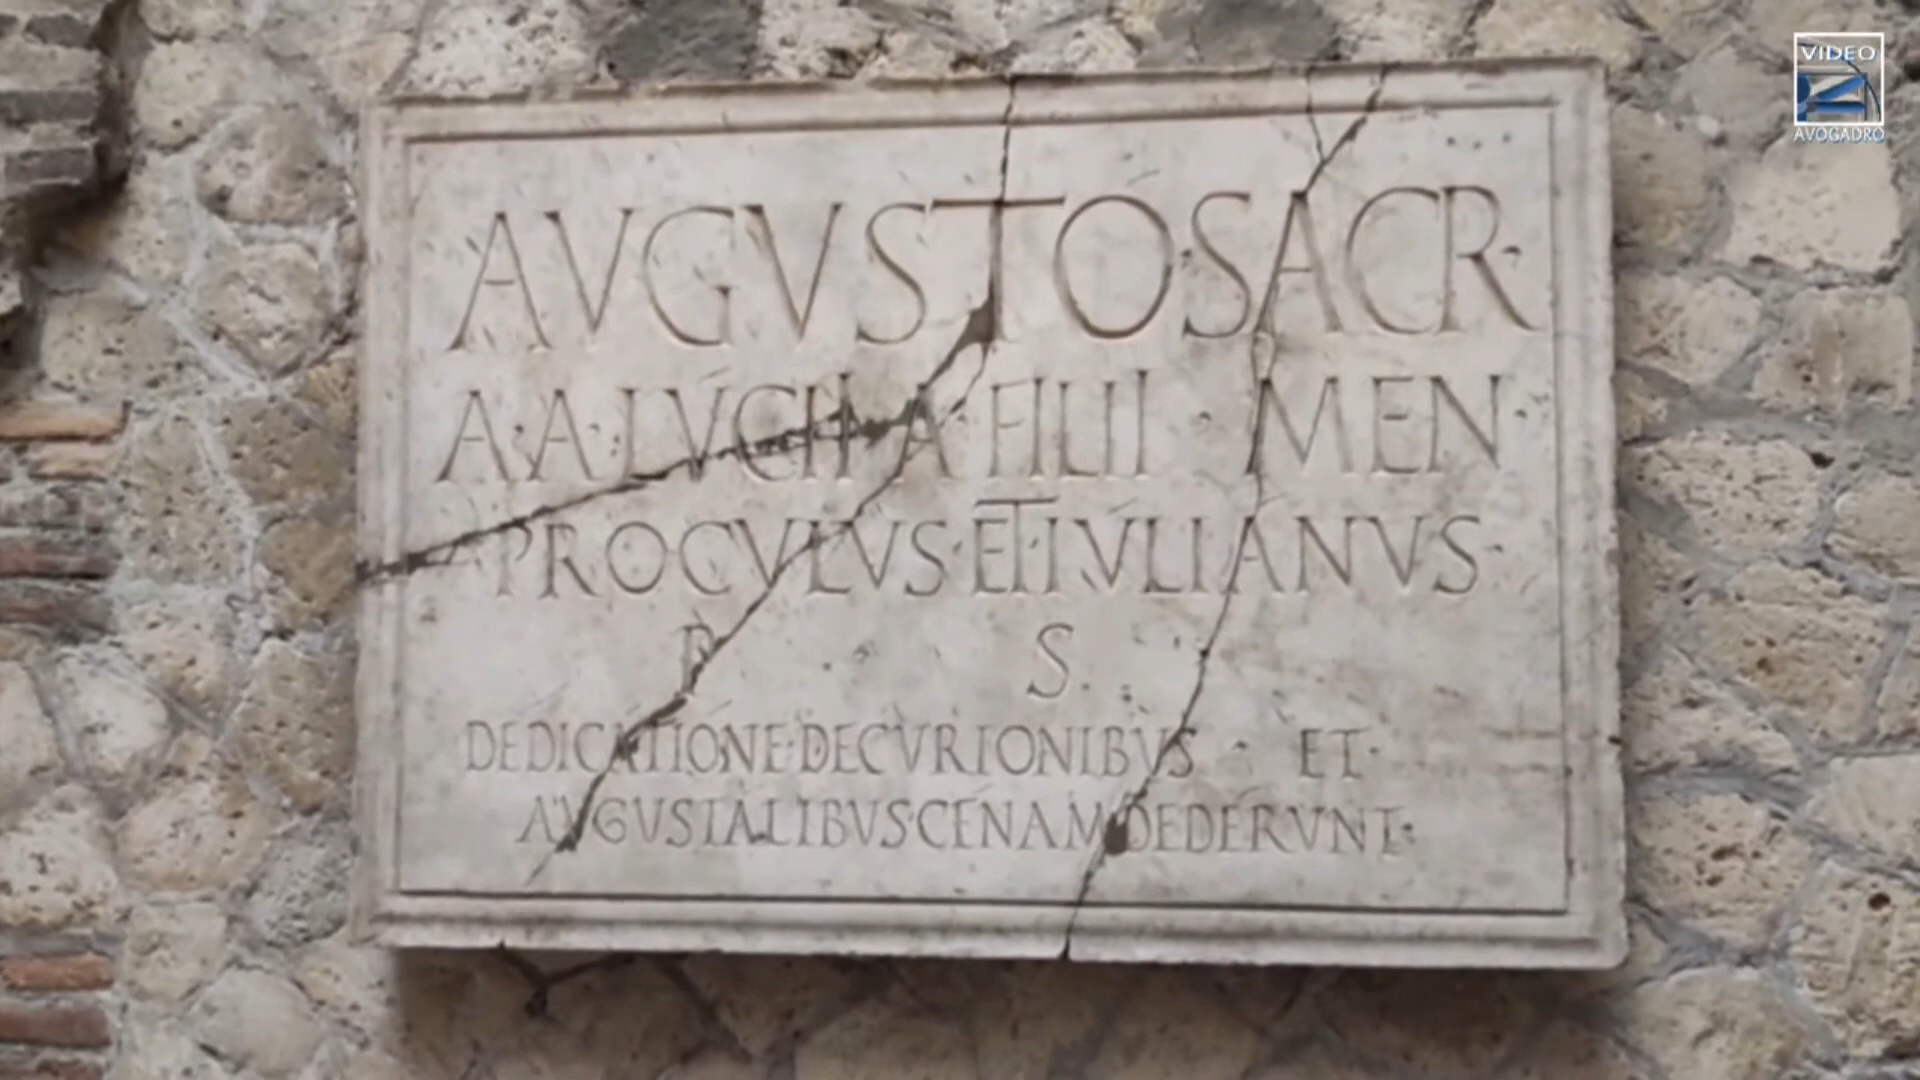 AVGVSTO·SACR·
A·A·LVCII·A·FILII·MEN·
PROCVLVS·ET·IVLIANVS·
P · S·
DEDICATIONE·DECVRIONIBVS · ET·
AVGVSTALIBVS·CENAM·DEDERVNT·
VIDEO
AVOGADRO